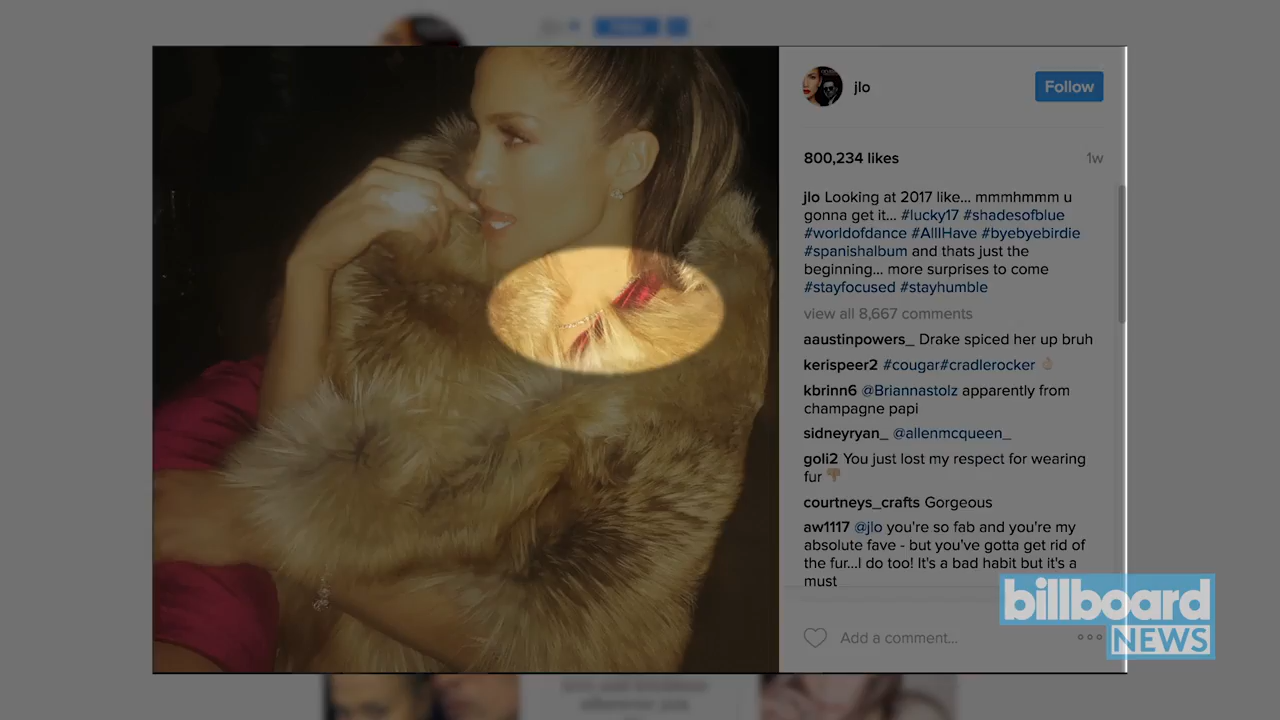 jlo
Follow
800,234 likes
1w
jlo Looking at 2017 like... mmmhmmm u
gonna get it... #lucky17 #shadesofblue
#worldofdance #AllIHave #byebyebirdie
#spanishalbum and thats just the
beginning... more surprises to come
#stayfocused #stayhumble
view all 8,667 comments
aaustinpowers_ Drake spiced her up bruh
kerispeer2 #cougar#cradlerocker 👌🏼
kbrinn6 @Briannastolz apparently from
champagne papi
sidneyryan_ @allenmcqueen_
goli2 You just lost my respect for wearing
fur 👎🏼
courtneys_crafts Gorgeous
aw1117 @jlo you're so fab and you're my
absolute fave - but you've gotta get rid of
the fur...I do too! It's a bad habit but it's a
must
Add a comment...
billboard
NEWS